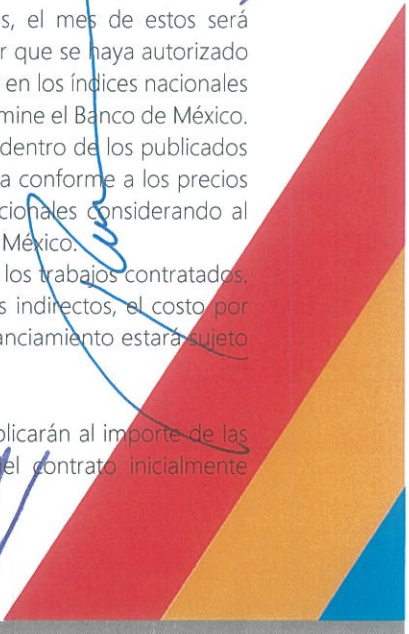 s, el mes de estos será
r que se haya autorizado
en los índices nacionales
mine el Banco de México.
dentro de los publicados
a conforme a los precios
cionales considerando al
México.
los trabajos contratados.
s indirectos, el costo por
anciamiento estará sujeto
plicarán al importe de las
el contrato inicialmente